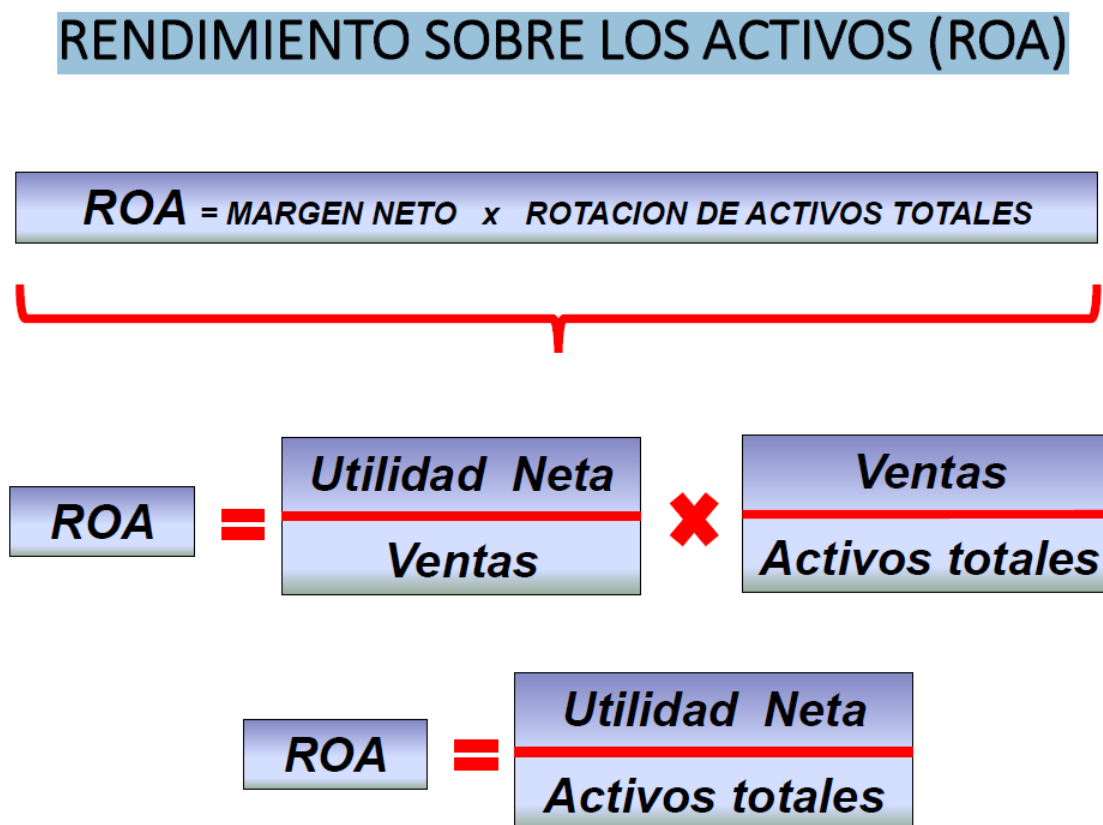 RENDIMIENTO SOBRE LOS ACTIVOS (ROA)
ROA = MARGEN NETO x ROTACION DE ACTIVOS TOTALES
ROA = Utilidad Neta
Ventas
x Ventas
Activos totales
ROA = Utilidad Neta
Activos totales